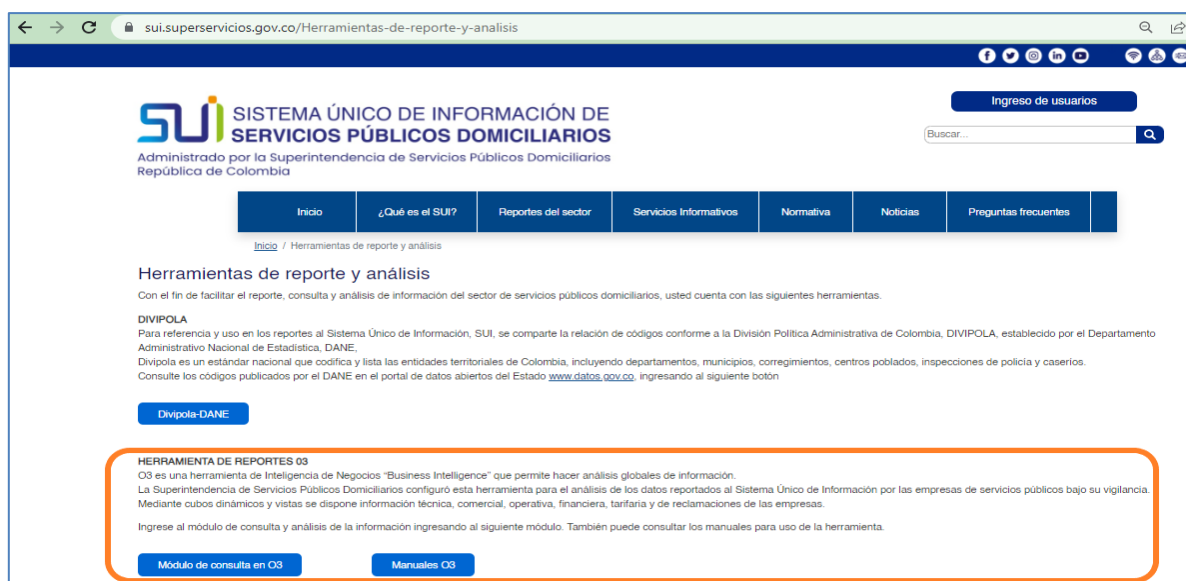 sui.superservicios.gov.co/Herramientas-de-reporte-y-analisis
Ingreso de usuarios
Buscar...
sui SISTEMA ÚNICO DE INFORMACIÓN DE
SERVICIOS PÚBLICOS DOMICILIARIOS
Administrado por la Superintendencia de Servicios Públicos Domiciliarios
República de Colombia
Inicio ¿Qué es el SUI? Reportes del sector Servicios Informativos Normativa Noticias Preguntas frecuentes
Inicio / Herramientas de reporte y análisis
Herramientas de reporte y análisis
Con el fin de facilitar el reporte, consulta y análisis de información del sector de servicios públicos domiciliarios, usted cuenta con las siguientes herramientas.
DIVIPOLA
Para referencia y uso en los reportes al Sistema Único de Información, SUI, se comparte la relación de códigos conforme a la División Política Administrativa de Colombia, DIVIPOLA, establecido por el Departamento
Administrativo Nacional de Estadística, DANE,
Divipola es un estándar nacional que codifica y lista las entidades territoriales de Colombia, incluyendo departamentos, municipios, corregimientos, centros poblados, inspecciones de policía y caseríos.
Consulte los códigos publicados por el DANE en el portal de datos abiertos del Estado www.datos.gov.co, ingresando al siguiente botón
Divipola-DANE
HERRAMIENTA DE REPORTES 03
O3 es una herramienta de Inteligencia de Negocios "Business Intelligence" que permite hacer análisis globales de información.
La Superintendencia de Servicios Públicos Domiciliarios configuró esta herramienta para el análisis de los datos reportados al Sistema Único de Información por las empresas de servicios públicos bajo su vigilancia.
Mediante cubos dinámicos y vistas se dispone información técnica, comercial, operativa, financiera, tarifaria y de reclamaciones de las empresas.
Ingrese al módulo de consulta y análisis de la información ingresando al siguiente módulo. También puede consultar los manuales para uso de la herramienta.
Módulo de consulta en O3 Manuales O3